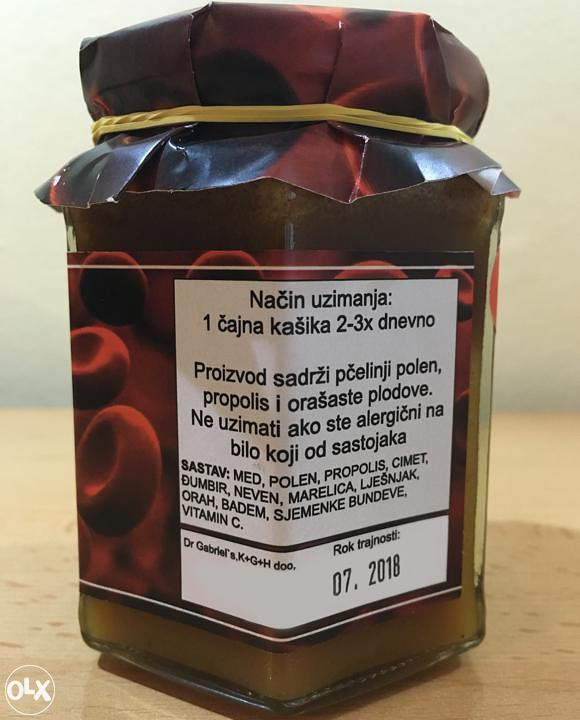 Način uzimanja:
1 čajna kašika 2-3x dnevno
Proizvod sadrži pčelinji polen,
propolis i orašaste plodove.
Ne uzimati ako ste alergični na
bilo koji od sastojaka
SASTAV: MED, POLEN, PROPOLIS, CIMET,
ĐUMBIR, NEVEN, MARELICA, LJEŠNJAK,
ORAH, BADEM, SJEMENKE BUNDEVE,
VITAMIN C.
Dr Gabriel`s,K+G+H doo,
Rok trajnosti:
07. 2018
OLX